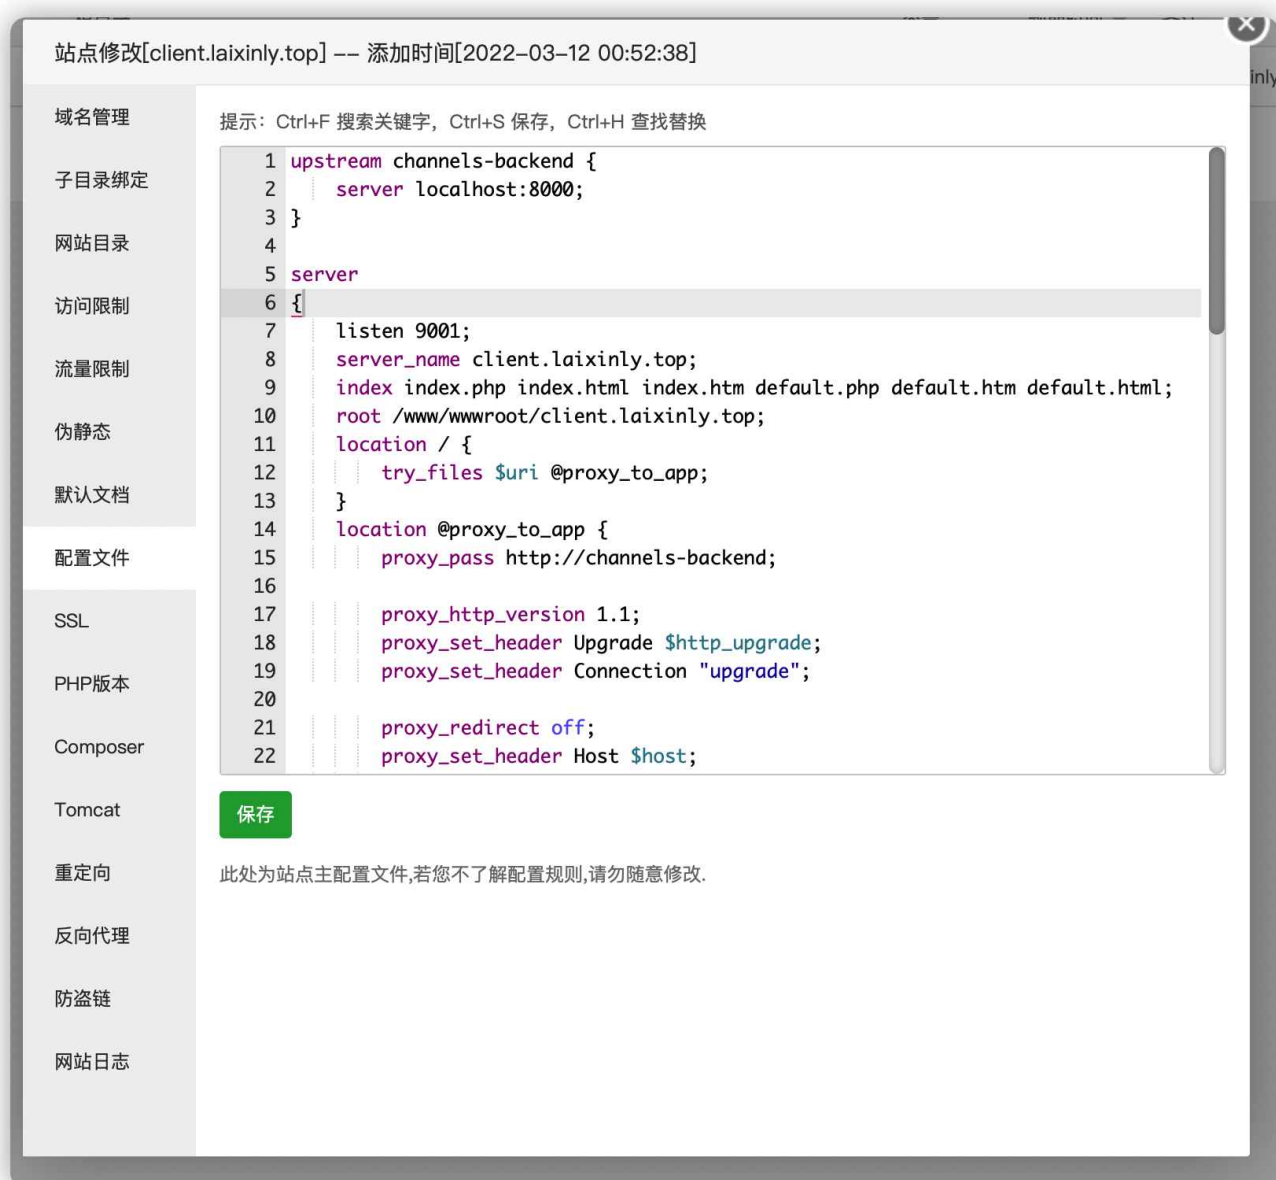 站点修改[client.laixinly.top] -- 添加时间[2022-03-12 00:52:38]
inly
域名管理
子目录绑定
网站目录
访问限制
流量限制
伪静态
默认文档
配置文件
SSL
PHP版本
Composer
Tomcat
重定向
反向代理
防盗链
网站日志
提示：Ctrl+F 搜索关键字，Ctrl+S 保存，Ctrl+H 查找替换
1 upstream channels-backend {
2 server localhost:8000;
3 }
4
5 server
6 {
7 listen 9001;
8 server_name client.laixinly.top;
9 index index.php index.html index.htm default.php default.htm default.html;
10 root /www/wwwroot/client.laixinly.top;
11 location / {
12 try_files $uri @proxy_to_app;
13 }
14 location @proxy_to_app {
15 proxy_pass http://channels-backend;
16
17 proxy_http_version 1.1;
18 proxy_set_header Upgrade $http_upgrade;
19 proxy_set_header Connection "upgrade";
20
21 proxy_redirect off;
22 proxy_set_header Host $host;
保存
此处为站点主配置文件,若您不了解配置规则,请勿随意修改.